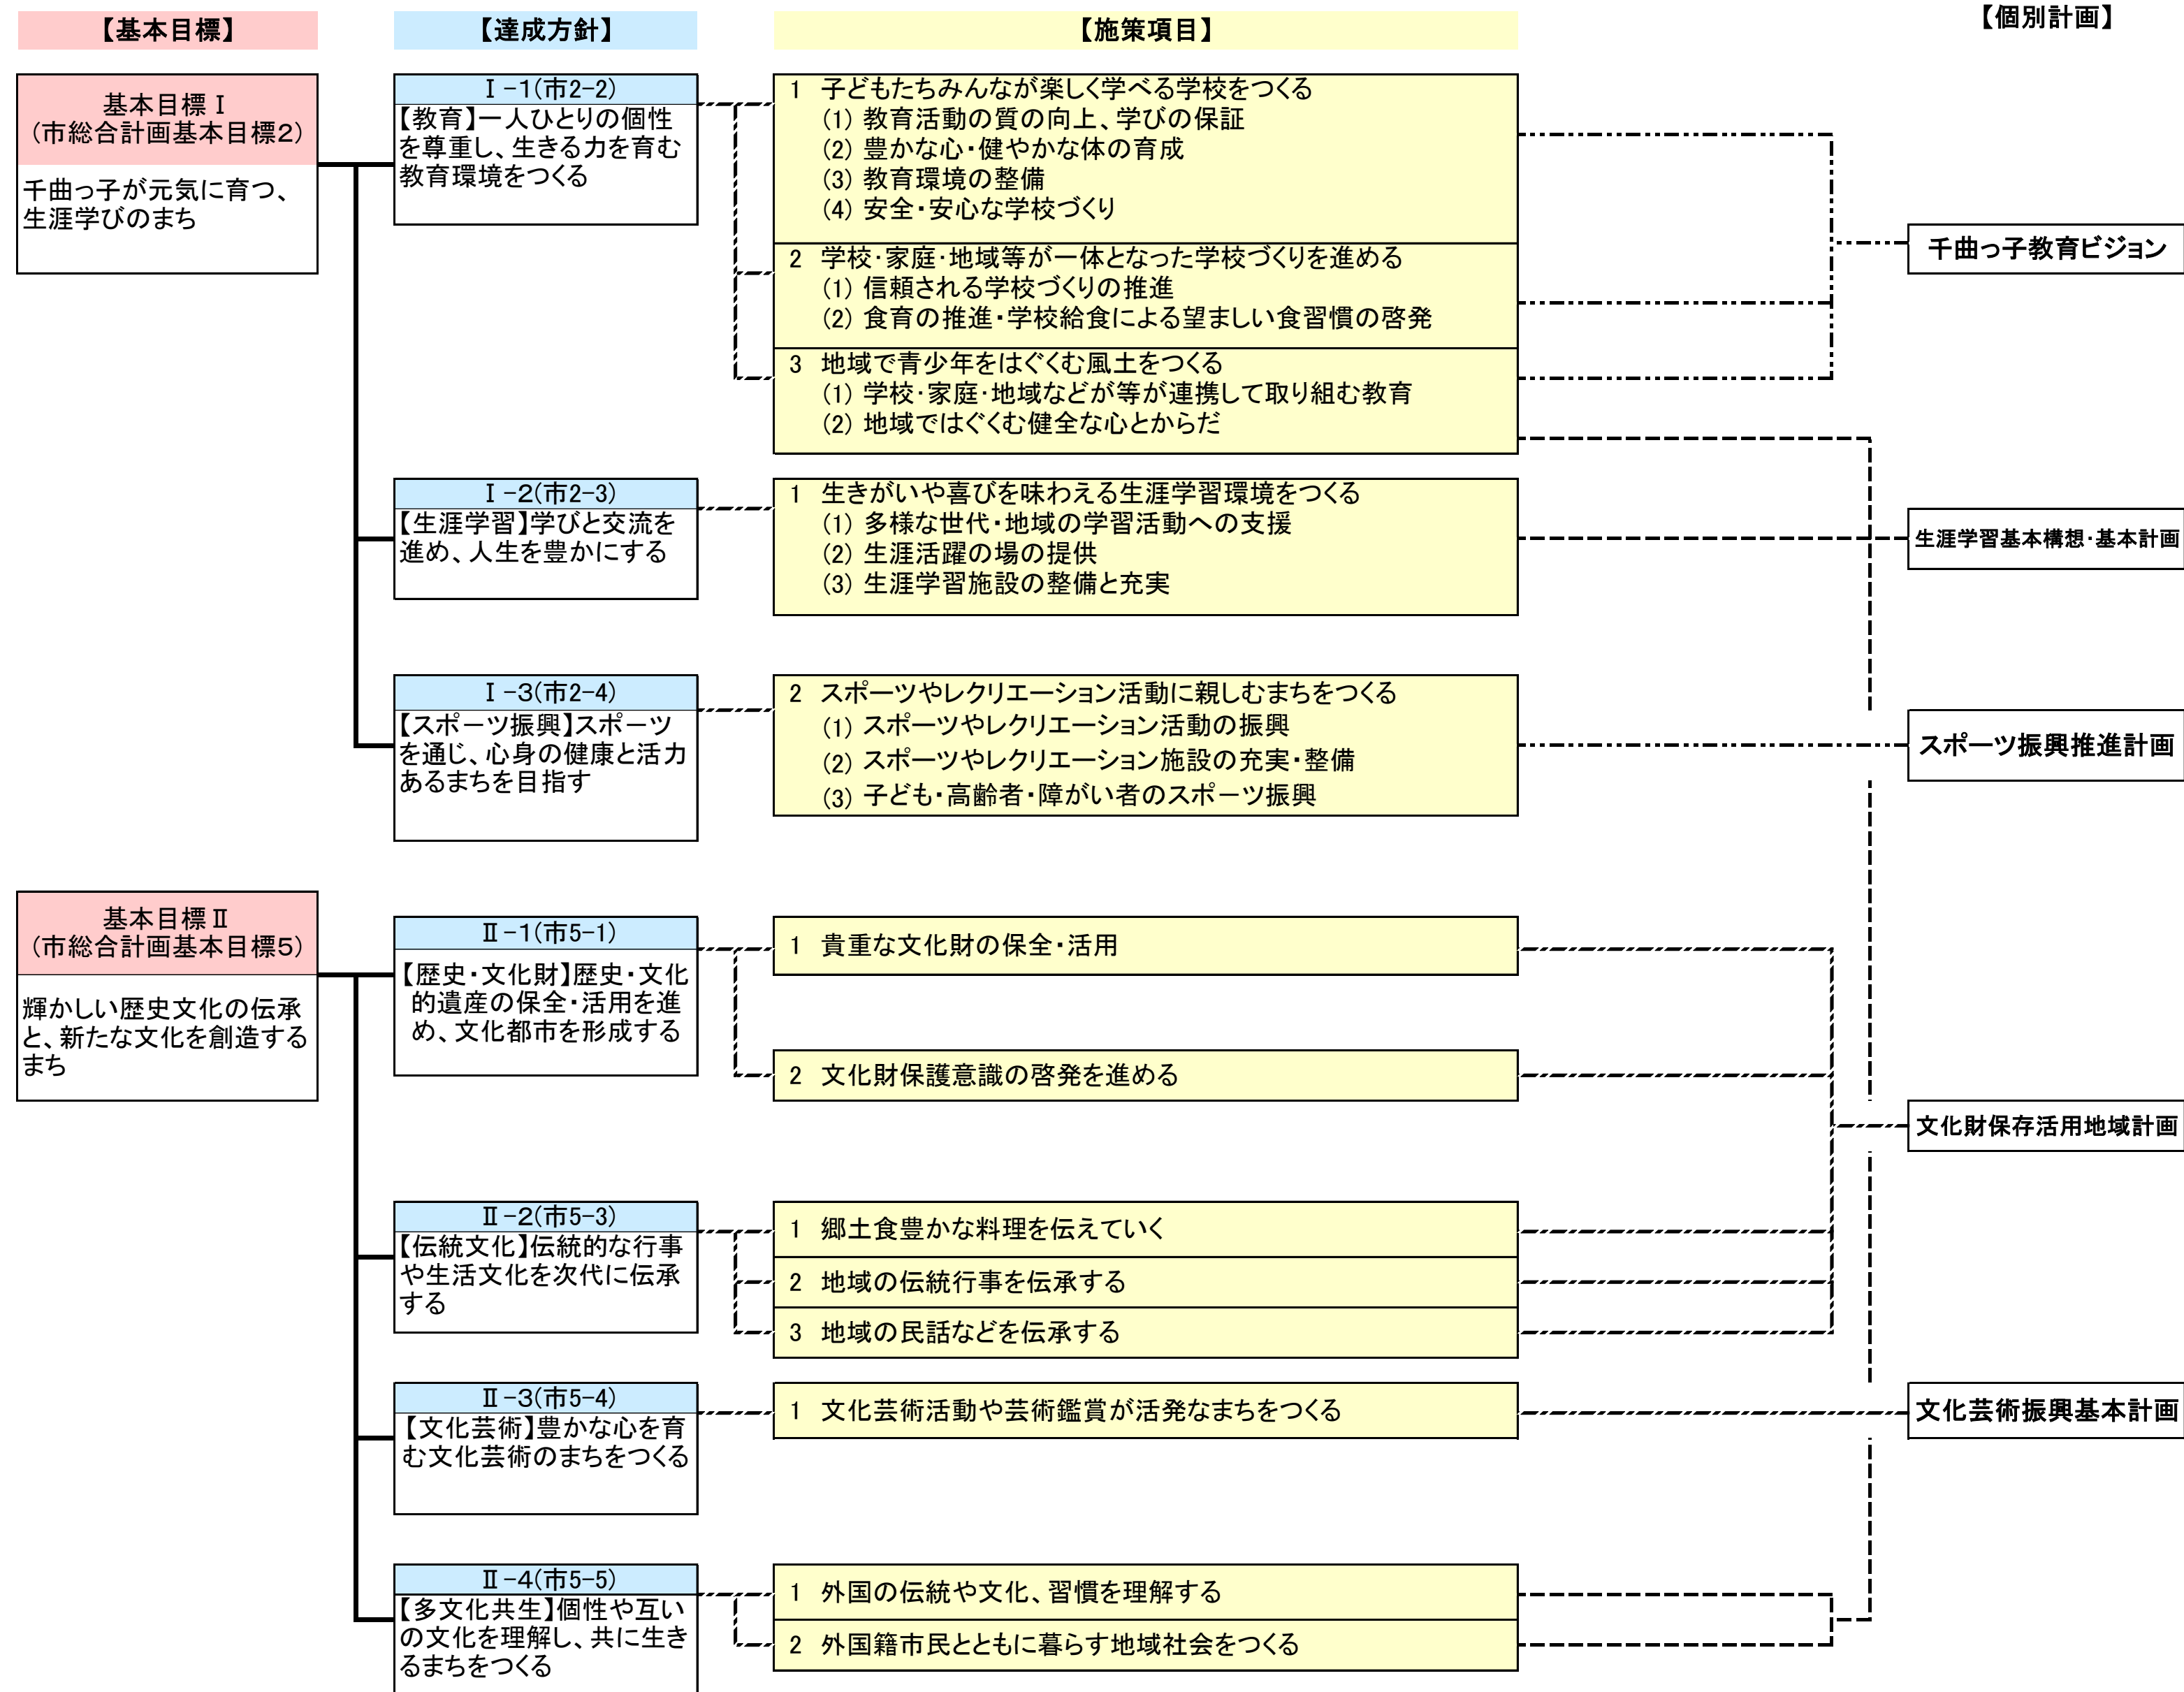 【基本目標】
【達成方針】
【施策項目】
【個別計画】
基本目標Ⅰ
（市総合計画基本目標2）
千曲っ子が元気に育つ、
生涯学びのまち
Ⅰ-1(市2-2)
【教育】一人ひとりの個性
を尊重し、生きる力を育む
教育環境をつくる
1 子どもたちみんなが楽しく学べる学校をつくる
(1) 教育活動の質の向上、学びの保証
(2) 豊かな心・健やかな体の育成
(3) 教育環境の整備
(4) 安全・安心な学校づくり
2 学校・家庭・地域等が一体となった学校づくりを進める
(1) 信頼される学校づくりの推進
(2) 食育の推進・学校給食による望ましい食習慣の啓発
3 地域で青少年をはぐくむ風土をつくる
(1) 学校・家庭・地域などが等が連携して取り組む教育
(2) 地域ではぐくむ健全な心とからだ
千曲っ子教育ビジョン
Ⅰ-2(市2-3)
【生涯学習】学びと交流を
進め、人生を豊かにする
1 生きがいや喜びを味わえる生涯学習環境をつくる
(1) 多様な世代・地域の学習活動への支援
(2) 生涯活躍の場の提供
(3) 生涯学習施設の整備と充実
生涯学習基本構想・基本計画
Ⅰ-3(市2-4)
【スポーツ振興】スポーツ
を通じ、心身の健康と活力
あるまちを目指す
2 スポーツやレクリエーション活動に親しむまちをつくる
(1) スポーツやレクリエーション活動の振興
(2) スポーツやレクリエーション施設の充実・整備
(3) 子ども・高齢者・障がい者のスポーツ振興
スポーツ振興推進計画
基本目標Ⅱ
（市総合計画基本目標5）
輝かしい歴史文化の伝承
と、新たな文化を創造する
まち
Ⅱ-1(市5-1)
【歴史・文化財】歴史・文化
的遺産の保全・活用を進
め、文化都市を形成する
1 貴重な文化財の保全・活用
2 文化財保護意識の啓発を進める
文化財保存活用地域計画
Ⅱ-2(市5-3)
【伝統文化】伝統的な行事
や生活文化を次代に伝承
する
1 郷土食豊かな料理を伝えていく
2 地域の伝統行事を伝承する
3 地域の民話などを伝承する
Ⅱ-3(市5-4)
【文化芸術】豊かな心を育
む文化芸術のまちをつくる
1 文化芸術活動や芸術鑑賞が活発なまちをつくる
文化芸術振興基本計画
Ⅱ-4(市5-5)
【多文化共生】個性や互い
の文化を理解し、共に生き
るまちをつくる
1 外国の伝統や文化、習慣を理解する
2 外国籍市民とともに暮らす地域社会をつくる